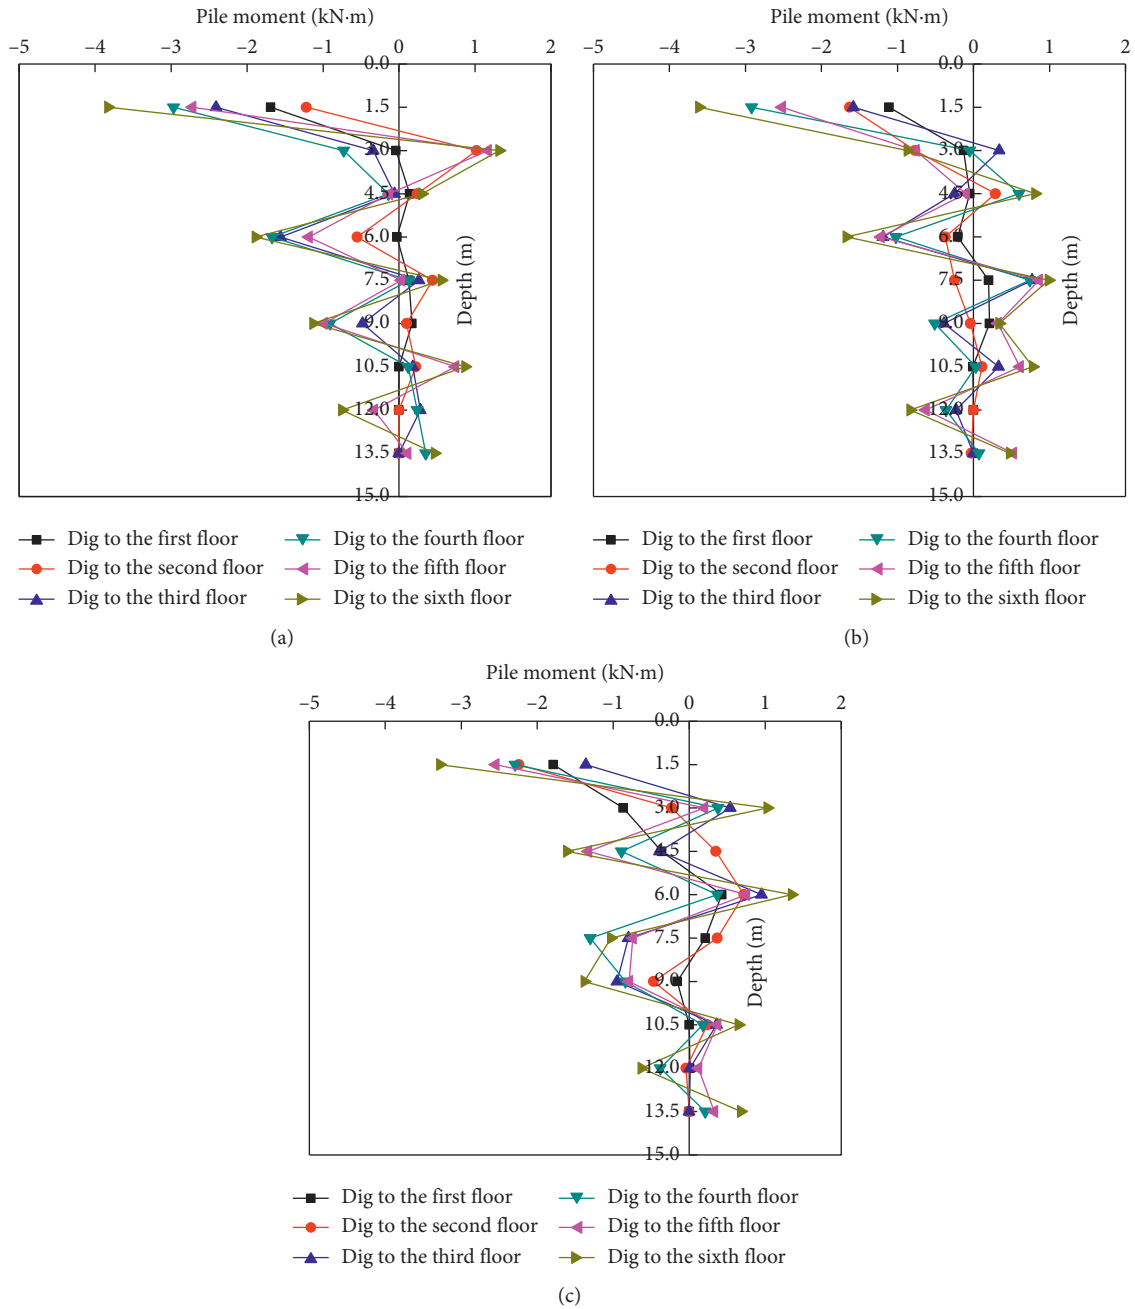 Pile moment (kN·m)
–5 –4 –3 –2 –1 0 1 2
0.0
1.5
3.0
4.5
6.0
7.5
9.0
10.5
12.0
13.5
15.0
Depth (m)
Dig to the first floor
Dig to the second floor
Dig to the third floor
Dig to the fourth floor
Dig to the fifth floor
Dig to the sixth floor
(a)
Pile moment (kN·m)
–5 –4 –3 –2 –1 0 1 2
0.0
1.5
3.0
4.5
6.0
7.5
9.0
10.5
12.0
13.5
15.0
Depth (m)
Dig to the first floor
Dig to the second floor
Dig to the third floor
Dig to the fourth floor
Dig to the fifth floor
Dig to the sixth floor
(b)
Pile moment (kN·m)
–5 –4 –3 –2 –1 0 1 2
0.0
1.5
3.0
4.5
6.0
7.5
9.0
10.5
12.0
13.5
15.0
Depth (m)
Dig to the first floor
Dig to the second floor
Dig to the third floor
Dig to the fourth floor
Dig to the fifth floor
Dig to the sixth floor
(c)